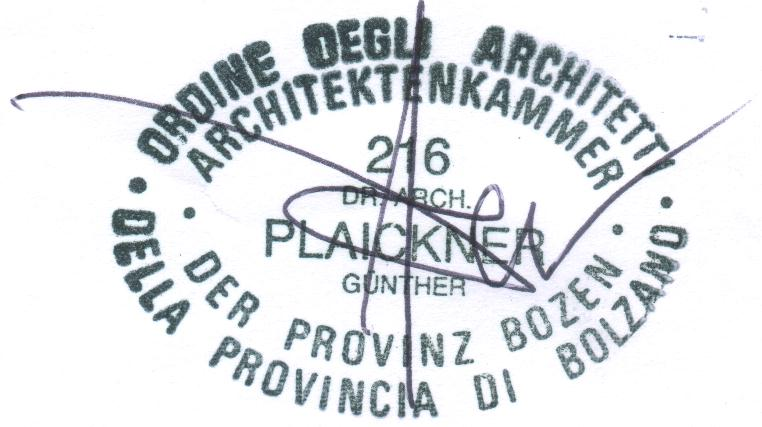 ORDINE DEGLI ARCHITETTI
ARCHITEKTENKAMMER
216
DR. ARCH.
PLAICKNER
GÜNTHER
DER PROVINZ BOZEN
DELLA PROVINCIA DI BOLZANO